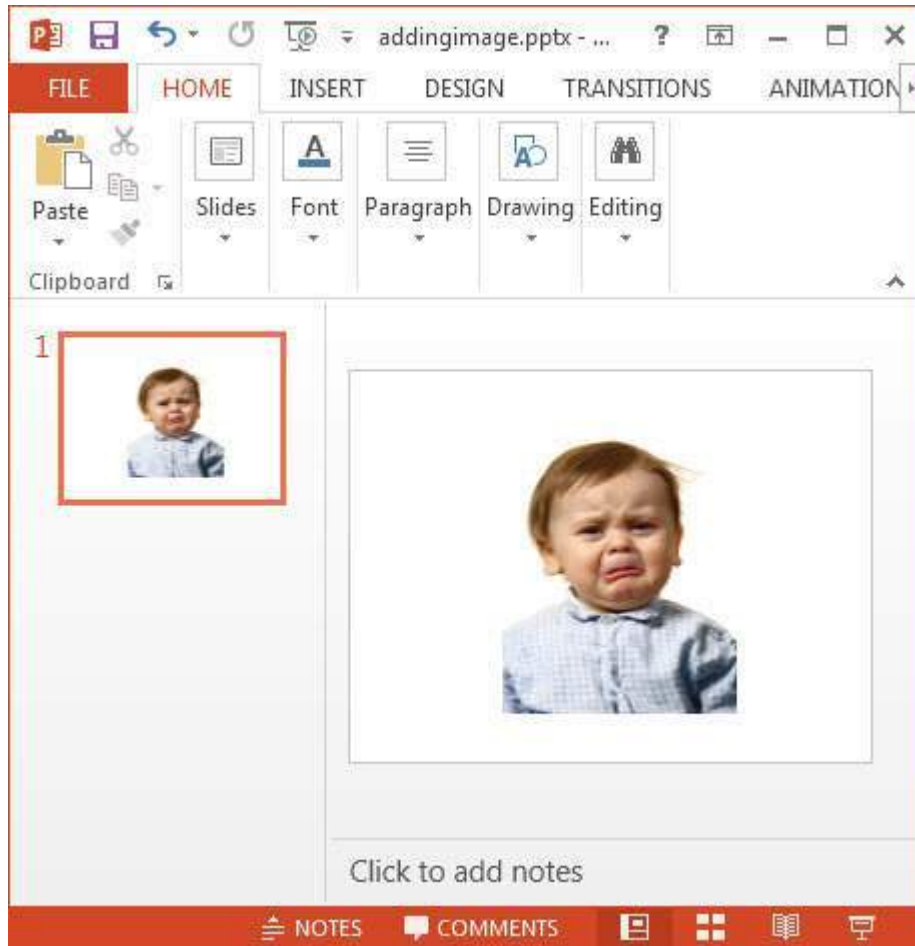 addingimage.pptx - ... ?
FILE HOME INSERT DESIGN TRANSITIONS ANIMATION
Paste Slides Font Paragraph Drawing Editing
Clipboard
1
Click to add notes
NOTES COMMENTS